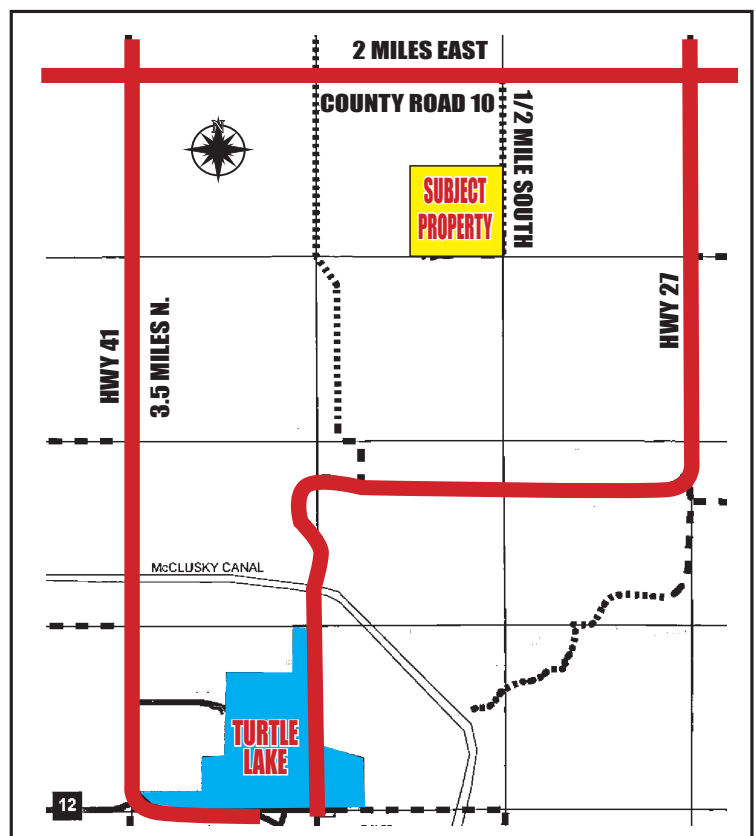 2 MILES EAST
COUNTY ROAD 10
N
1/2 MILE SOUTH
SUBJECT
PROPERTY
HWY 27
HWY 41
3.5 MILES N.
McCLUSKY CANAL
TURTLE
LAKE
12